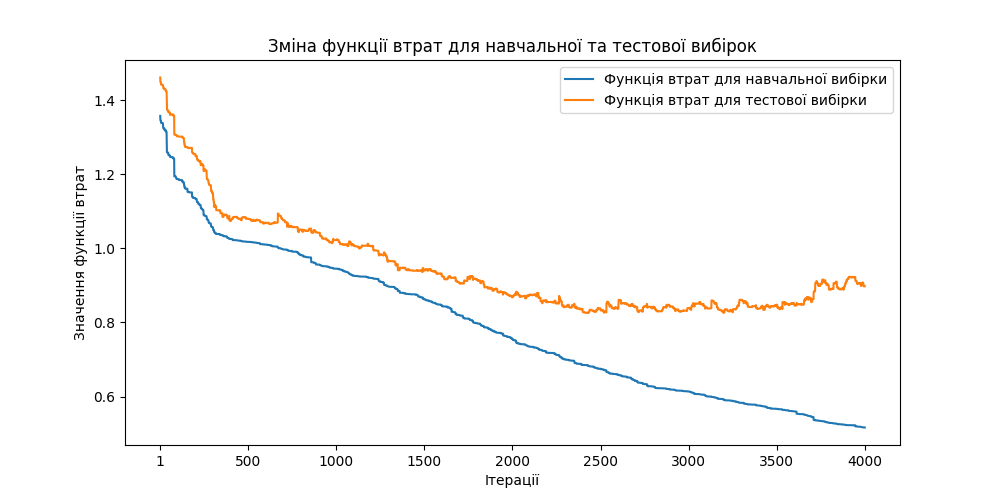 Зміна функції втрат для навчальної та тестової вибірок
Функція втрат для навчальної вибірки
Функція втрат для тестової вибірки
Значення функції втрат
1.4
1.2
1.0
0.8
0.6
1 500 1000 1500 2000 2500 3000 3500 4000
Ітерації